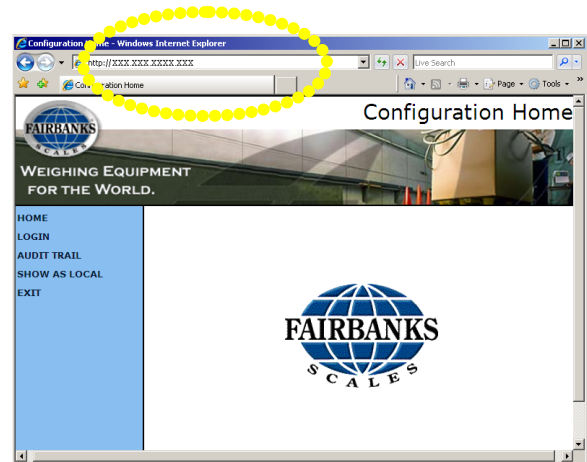 Configuration Home - Windows Internet Explorer
http://XXX.XXX.XXXX.XXX
Live Search
Configuration Home
Page
Tools
Configuration Home
FAIRBANKS
SCALES
WEIGHING EQUIPMENT
FOR THE WORLD.
HOME
LOGIN
AUDIT TRAIL
SHOW AS LOCAL
EXIT
FAIRBANKS
SCALES